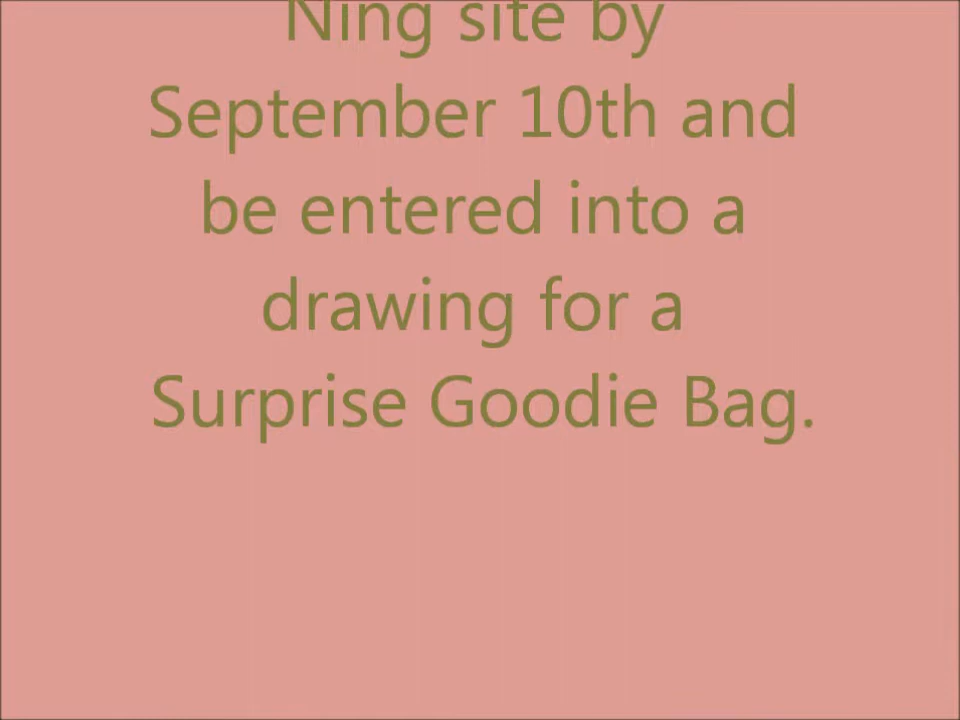 Ning site by
September 10th and
be entered into a
drawing for a
Surprise Goodie Bag.